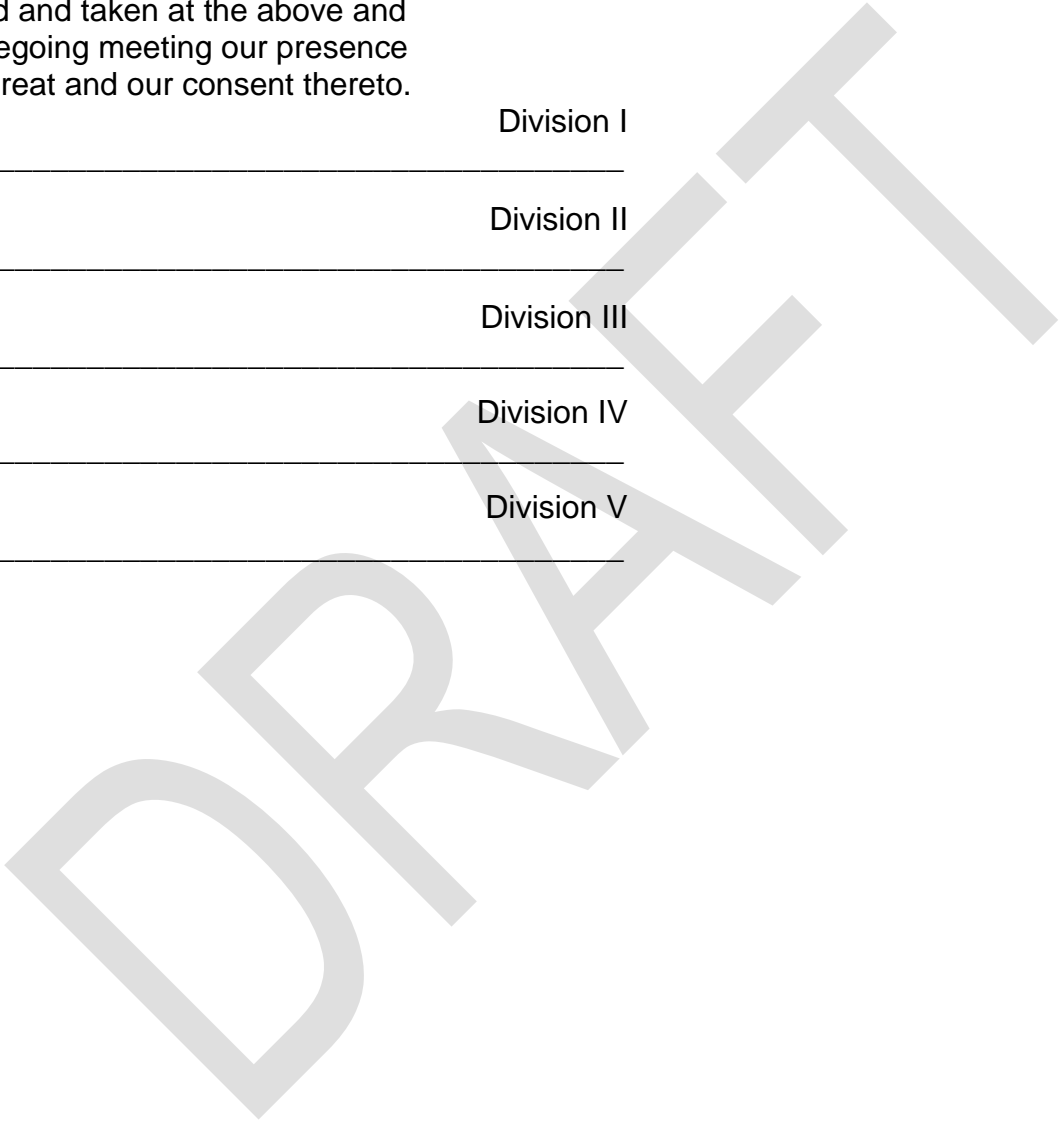 and taken at the above and
egoing meeting our presence
reat and our consent thereto.
Division I
Division II
Division III
Division IV
Division V
DRAFT